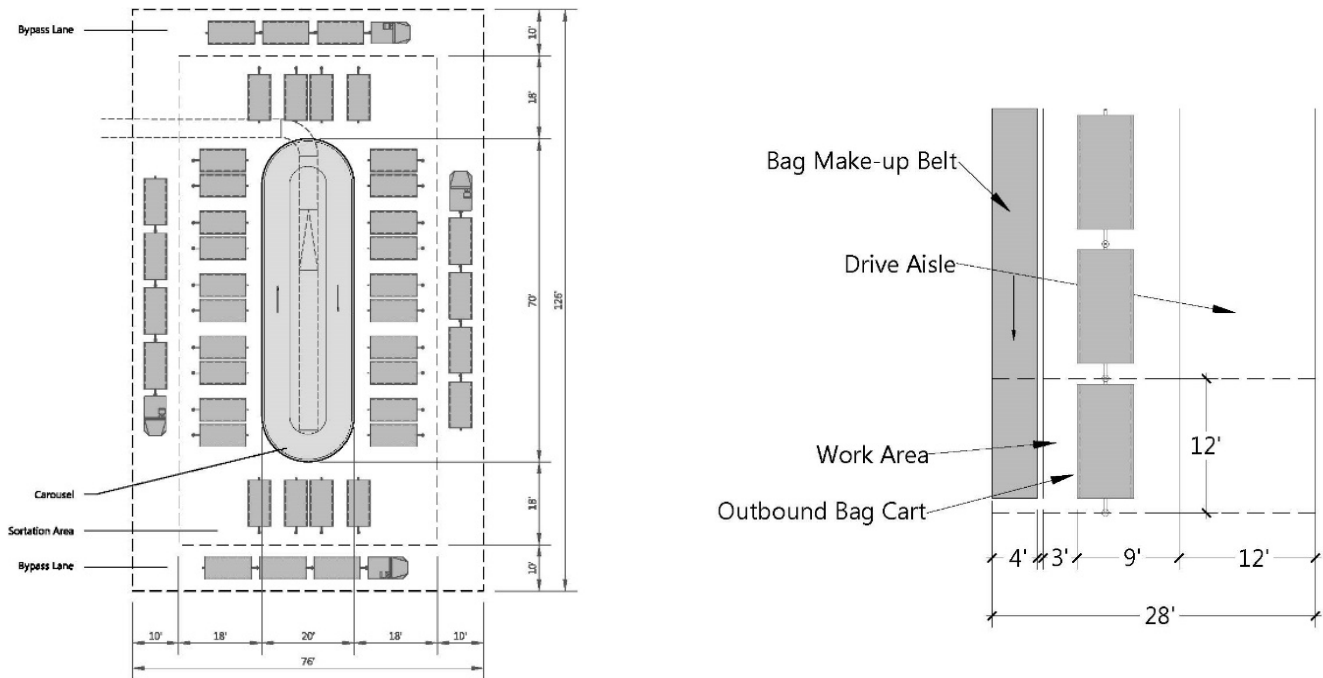 Bypass Lane
10'
18'
70'
126'
Carousel
Sortation Area
18'
Bypass Lane
10'
10'
18'
20'
18'
10'
76'
Bag Make-up Belt
Drive Aisle
Work Area
12'
Outbound Bag Cart
4'
3'
9'
12'
28'